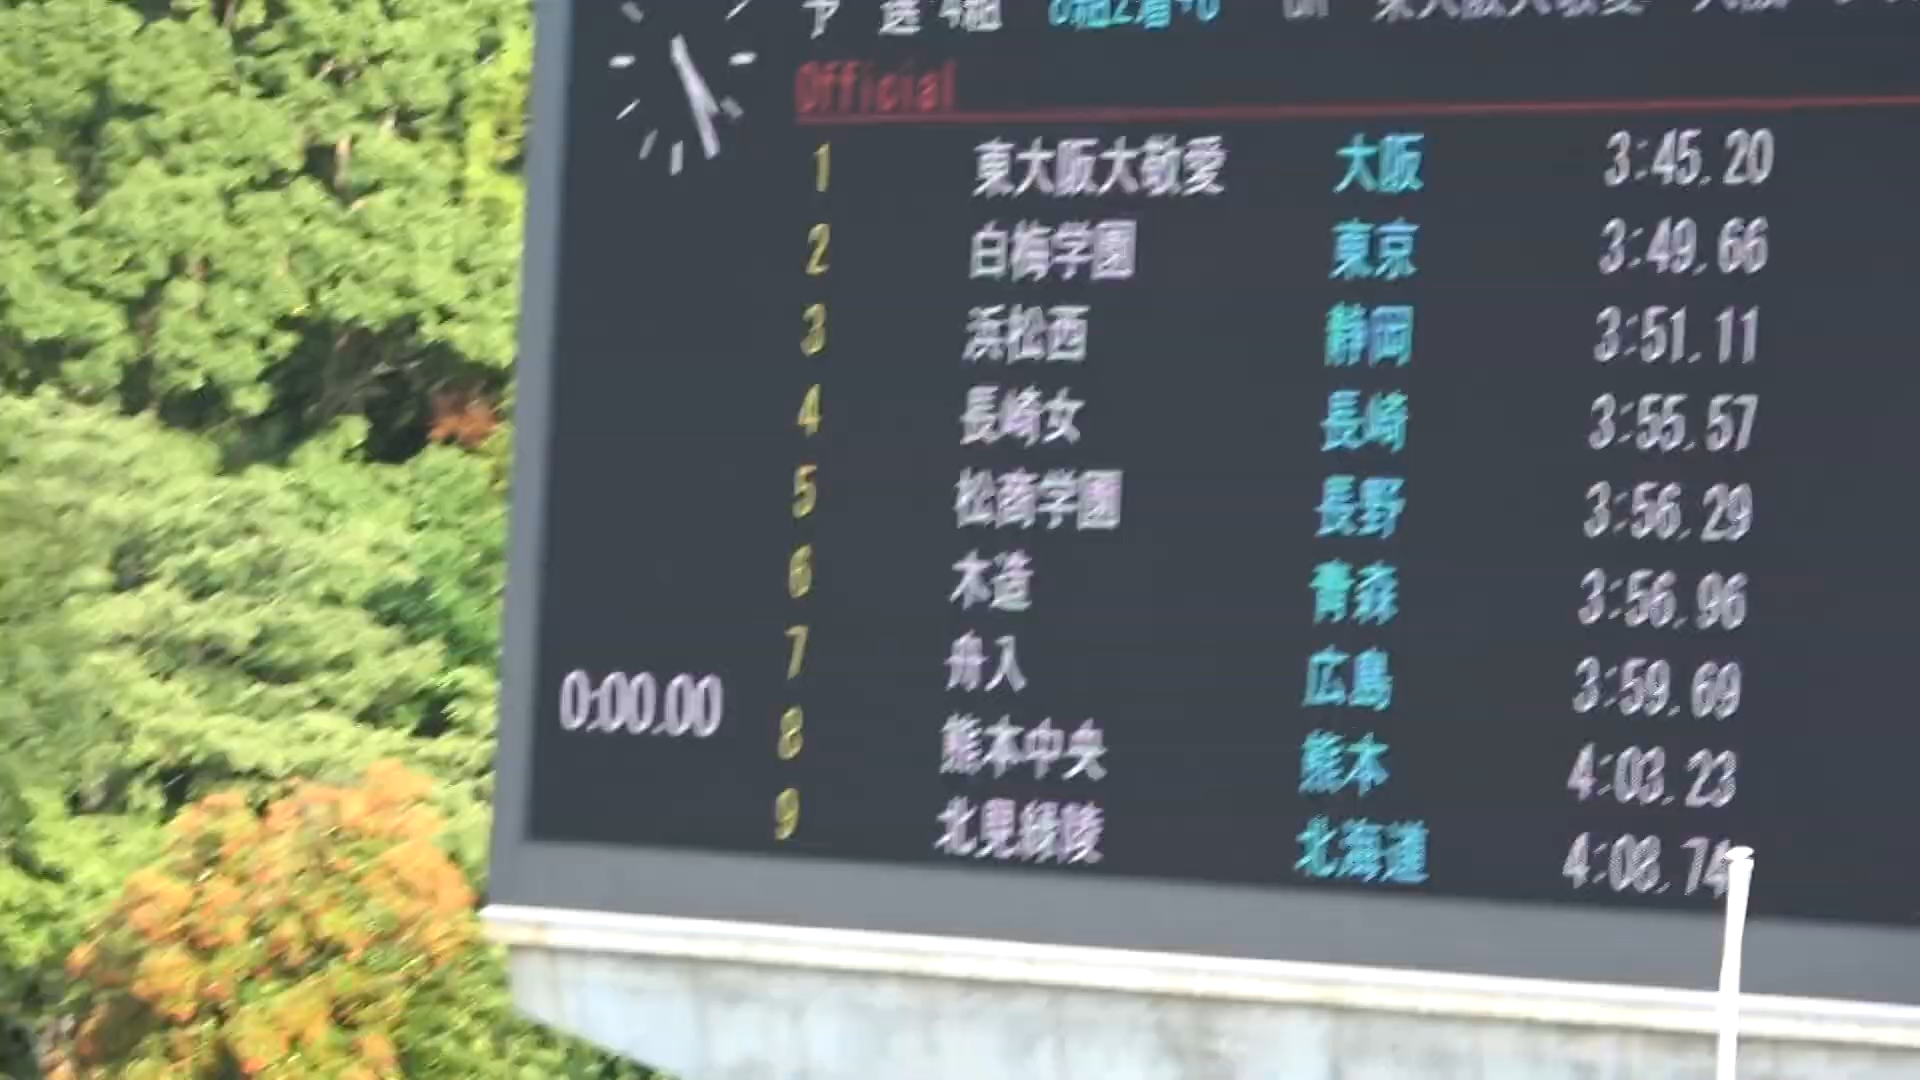 予 選 4組
Official
1 東大阪大敬愛 大阪 3:45.20
2 白梅学園 東京 3:49.66
3 浜松西 静岡 3:51.11
4 長崎女 長崎 3:55.57
5 松商学園 長野 3:56.29
6 木造 青森 3:56.96
7 舟入 広島 3:59.69
8 熊本中央 熊本 4:03.23
9 北見緑陵 北海道 4:08.74
0:00.00